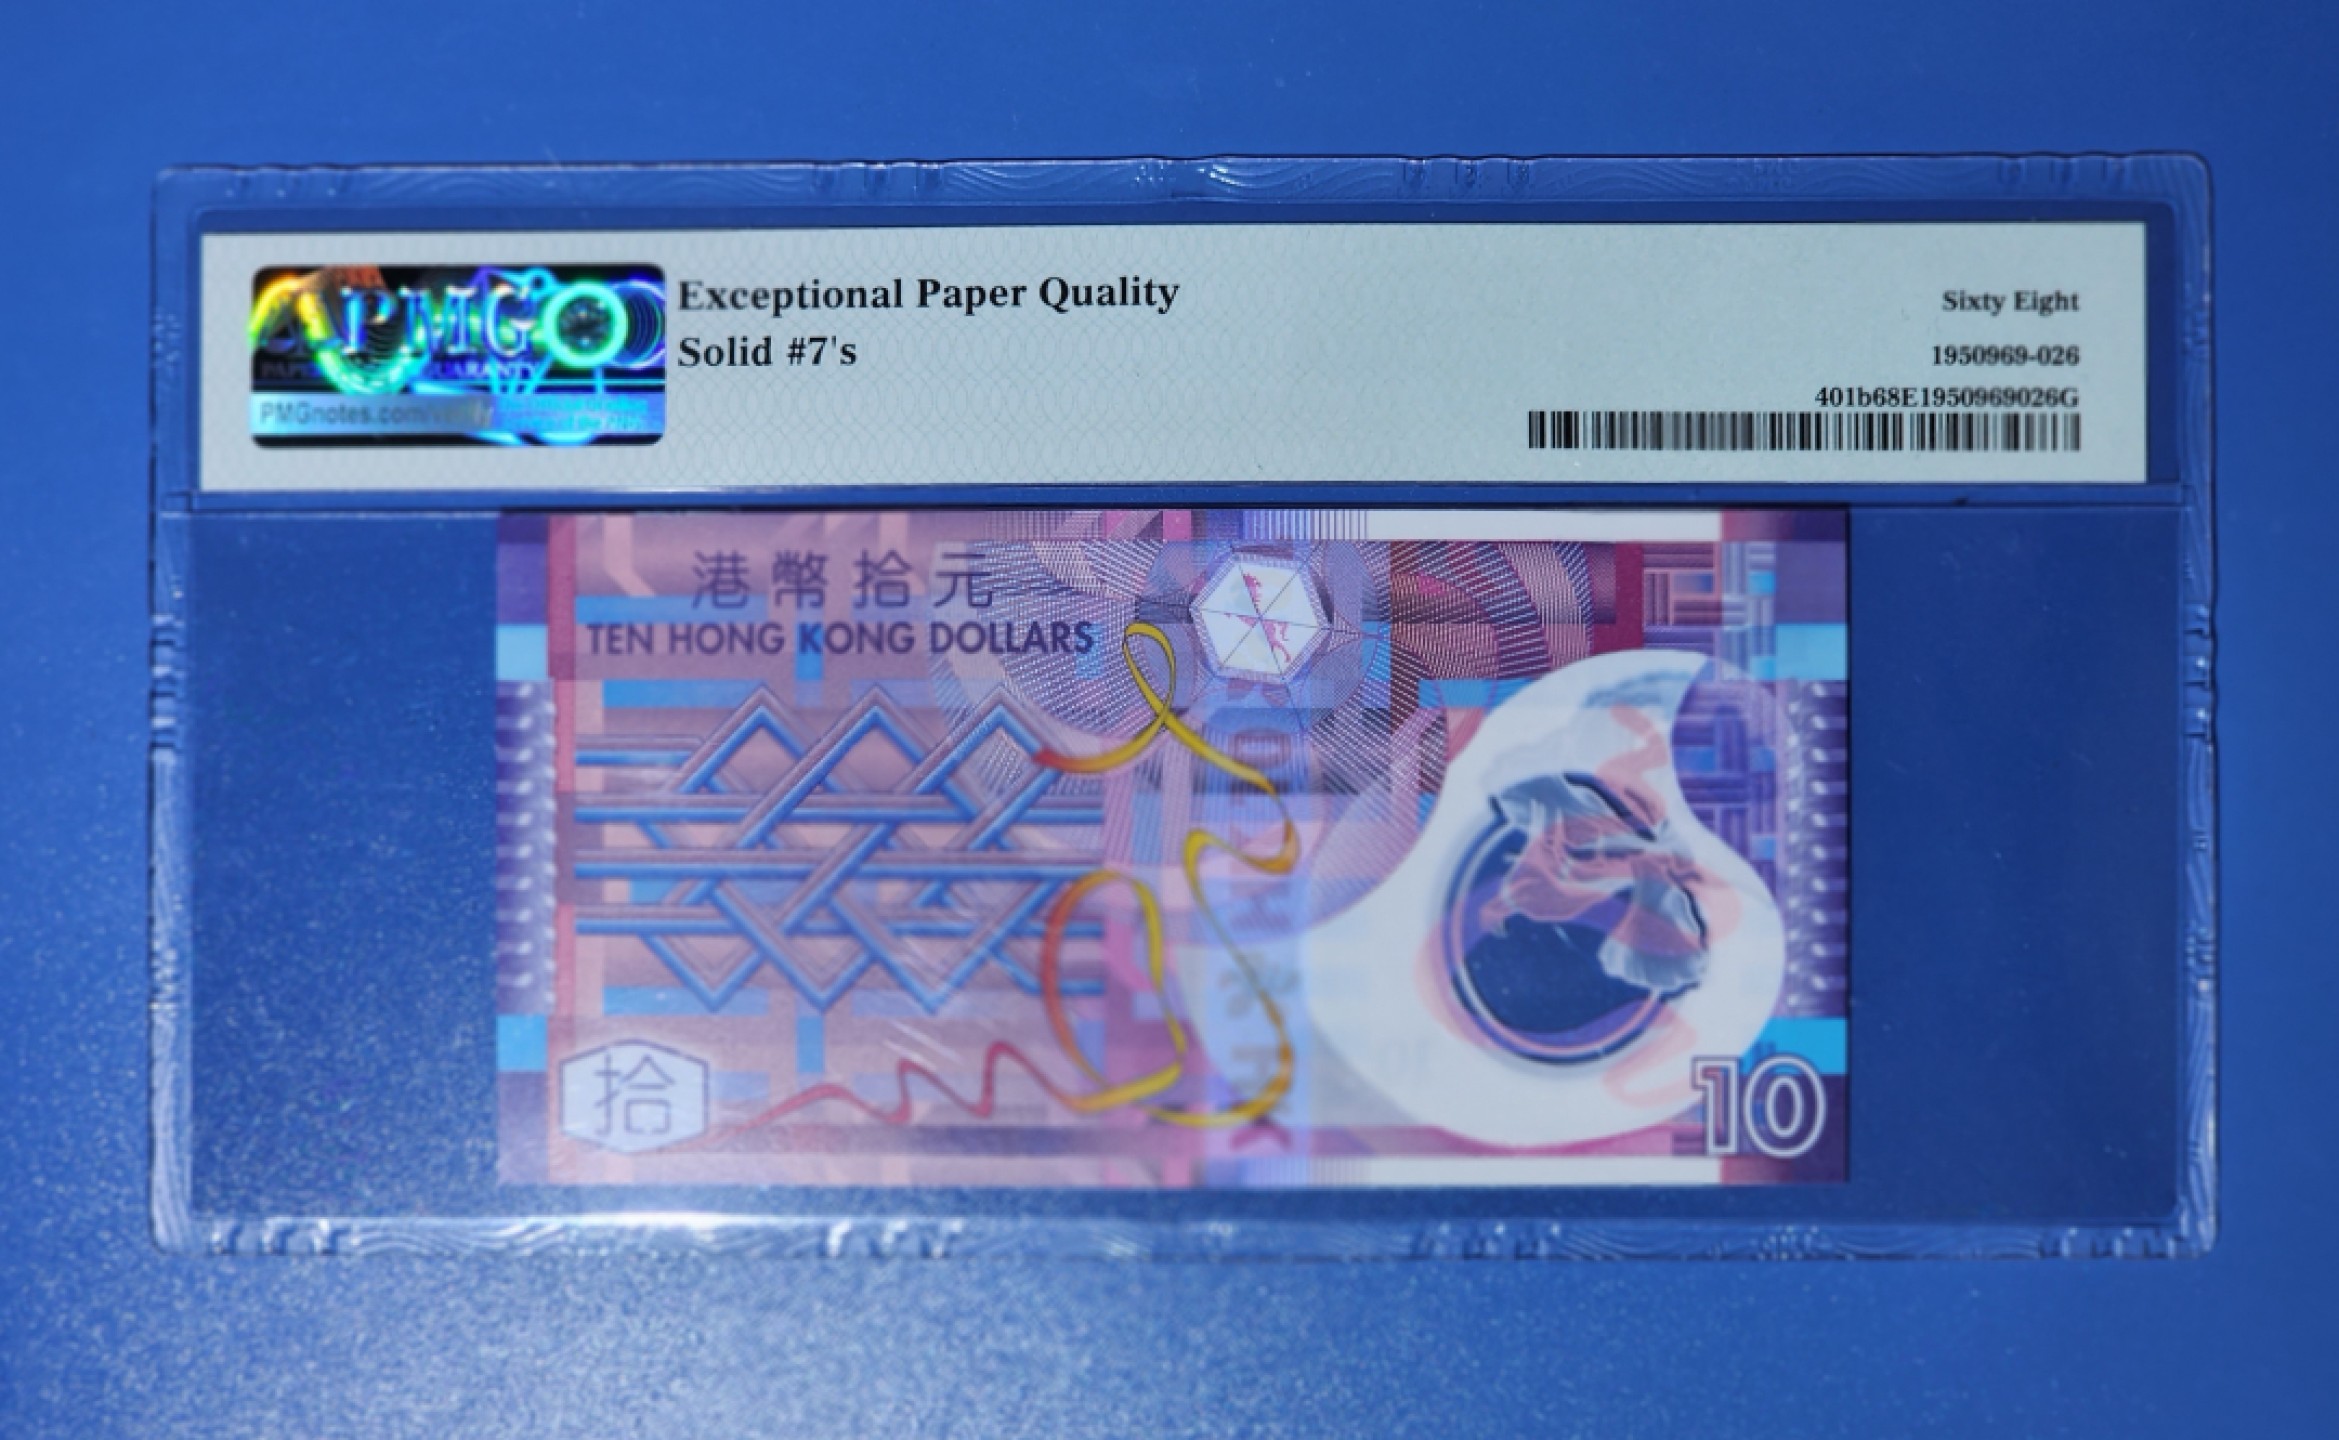 PMG
PMGnotes.com/verify
Exceptional Paper Quality
Solid #7's
Sixty Eight
1950969-026
401b68E1950969026G
港幣拾元
TEN HONG KONG DOLLARS
拾
10